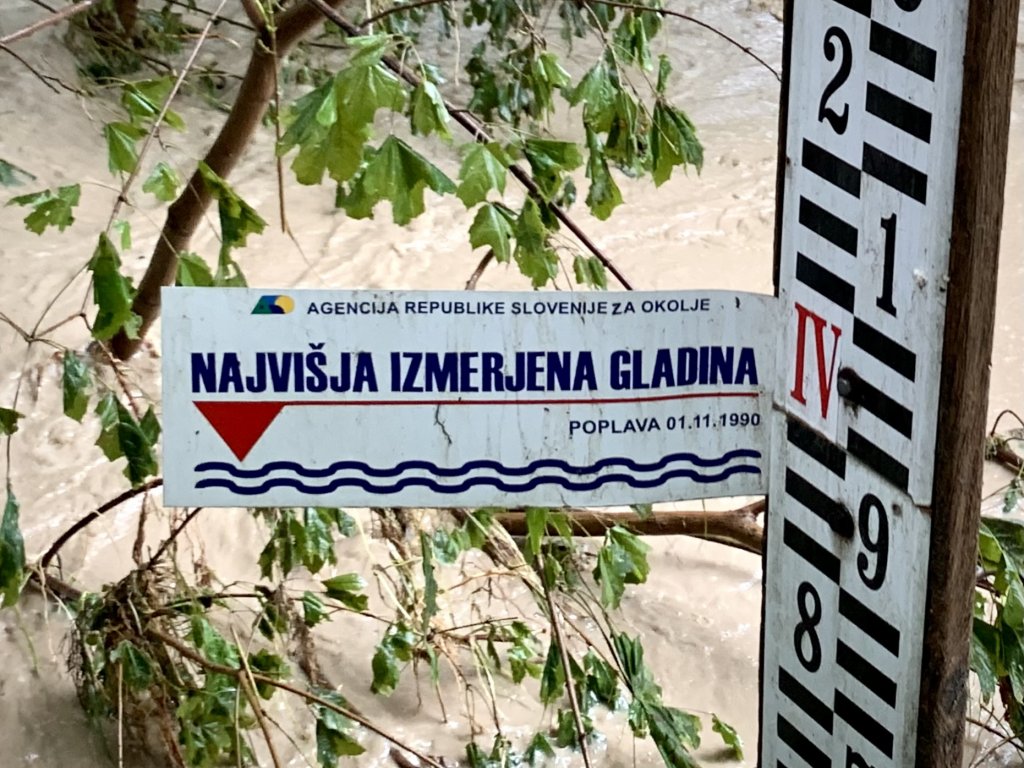 AGENCIJA REPUBLIKE SLOVENIJE ZA OKOLJE
NAJVIŠJA IZMERJENA GLADINA
POPLAVA 01.11.1990
2
1
IV
9
8